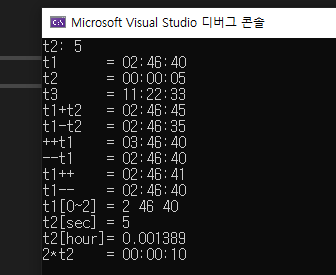 Microsoft Visual Studio 디버그 콘솔
t2: 5
t1 = 02:46:40
t2 = 00:00:05
t3 = 11:22:33
t1+t2 = 02:46:45
t1-t2 = 02:46:35
++t1 = 03:46:40
--t1 = 02:46:40
t1++ = 02:46:41
t1-- = 02:46:40
t1[0~2] = 2 46 40
t2[sec] = 5
t2[hour]= 0.001389
2*t2 = 00:00:10